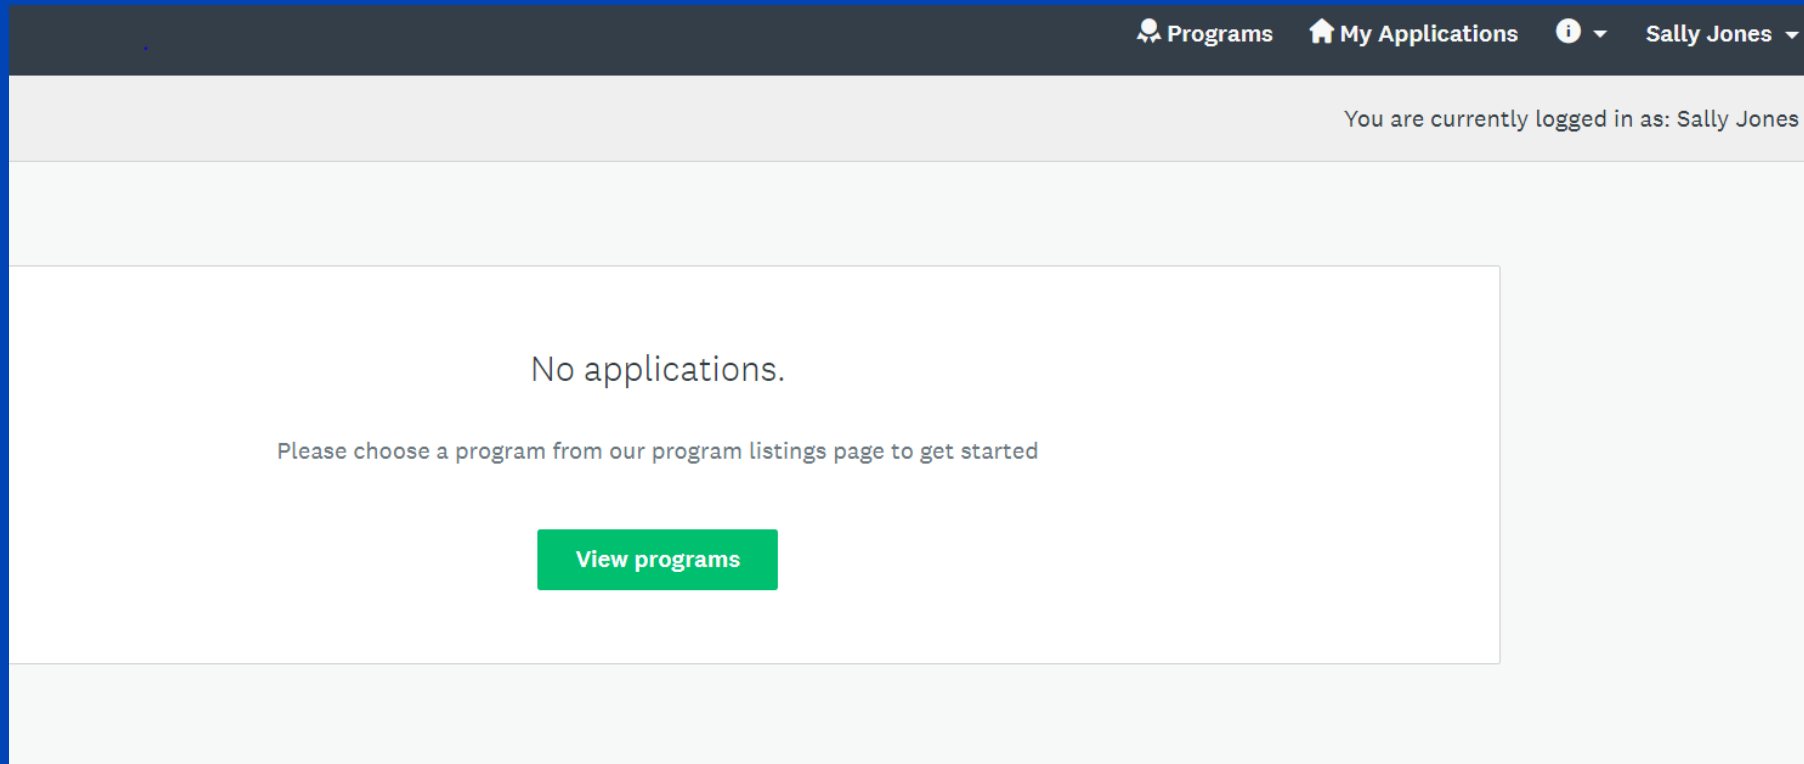 Programs My Applications Sally Jones
You are currently logged in as: Sally Jones
No applications.
Please choose a program from our program listings page to get started
View programs